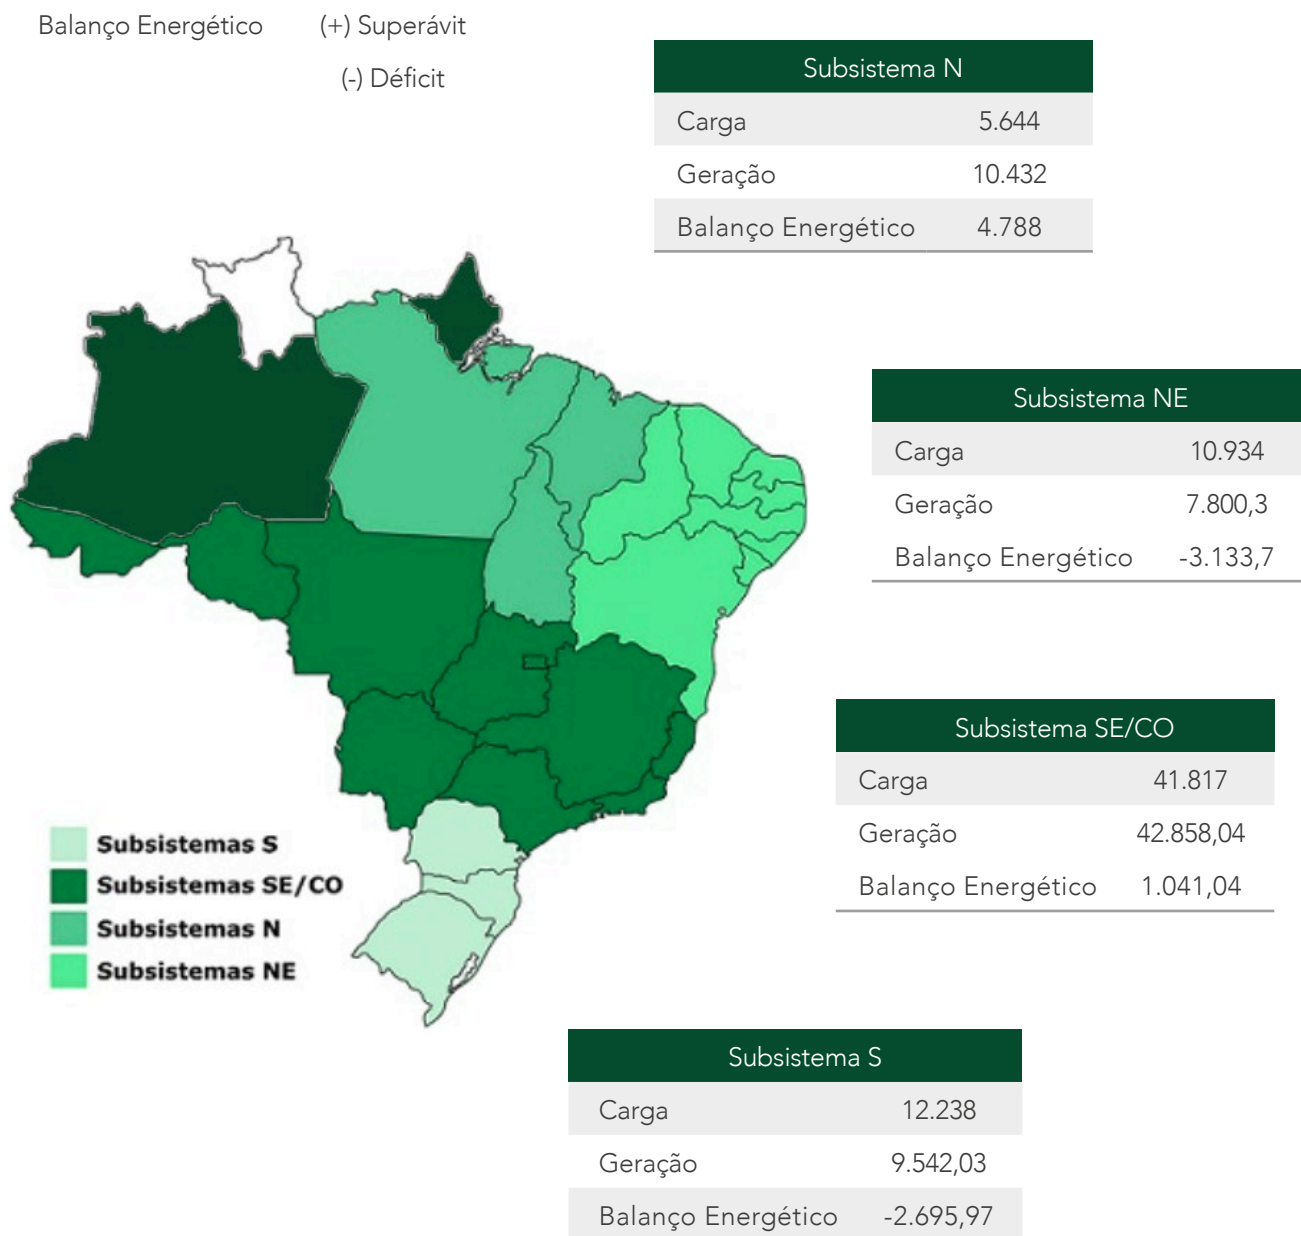 Balanço Energético (+) Superávit
(-) Déficit
Subsistema N
Carga 5.644
Geração 10.432
Balanço Energético 4.788
Subsistema NE
Carga 10.934
Geração 7.800,3
Balanço Energético -3.133,7
Subsistema SE/CO
Carga 41.817
Geração 42.858,04
Balanço Energético 1.041,04
Subsistemas S
Subsistemas SE/CO
Subsistemas N
Subsistemas NE
Subsistema S
Carga 12.238
Geração 9.542,03
Balanço Energético -2.695,97